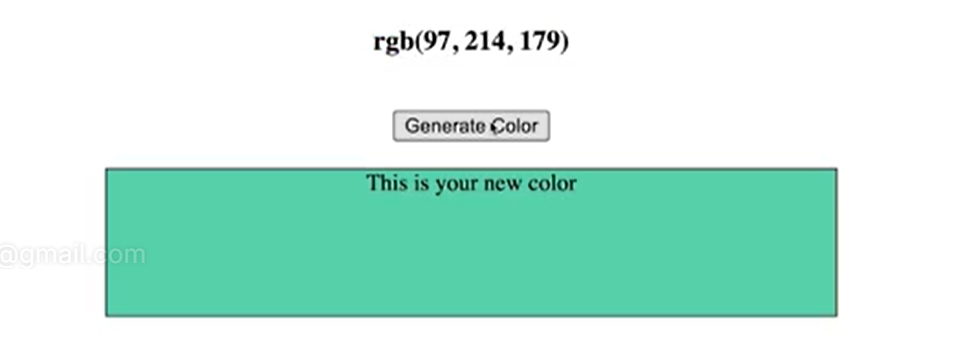 rgb(97, 214, 179)
Generate Color
This is your new color
@gmail.com